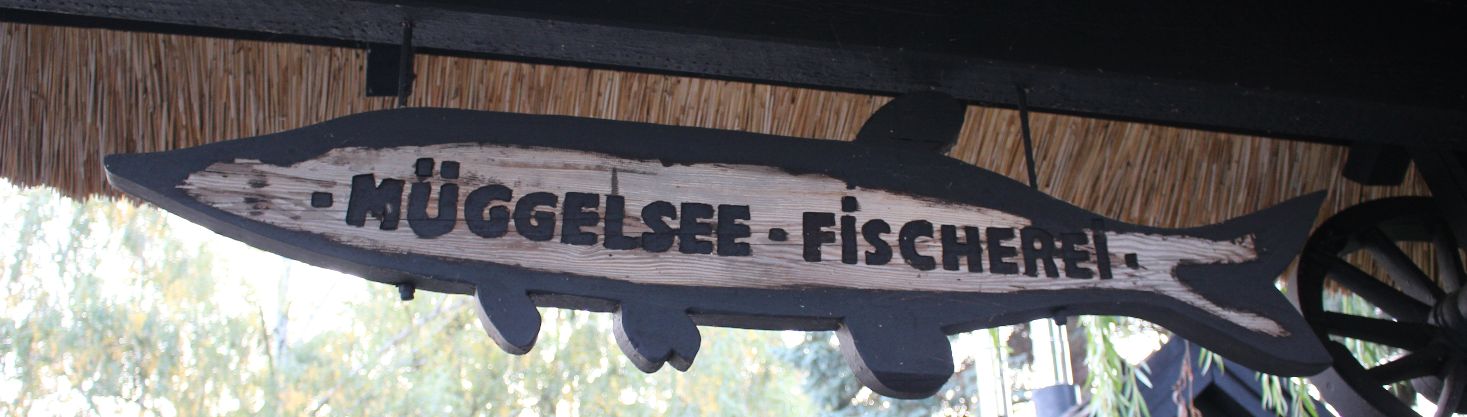 · MÜGGELSEE · FiSCHEREi ·